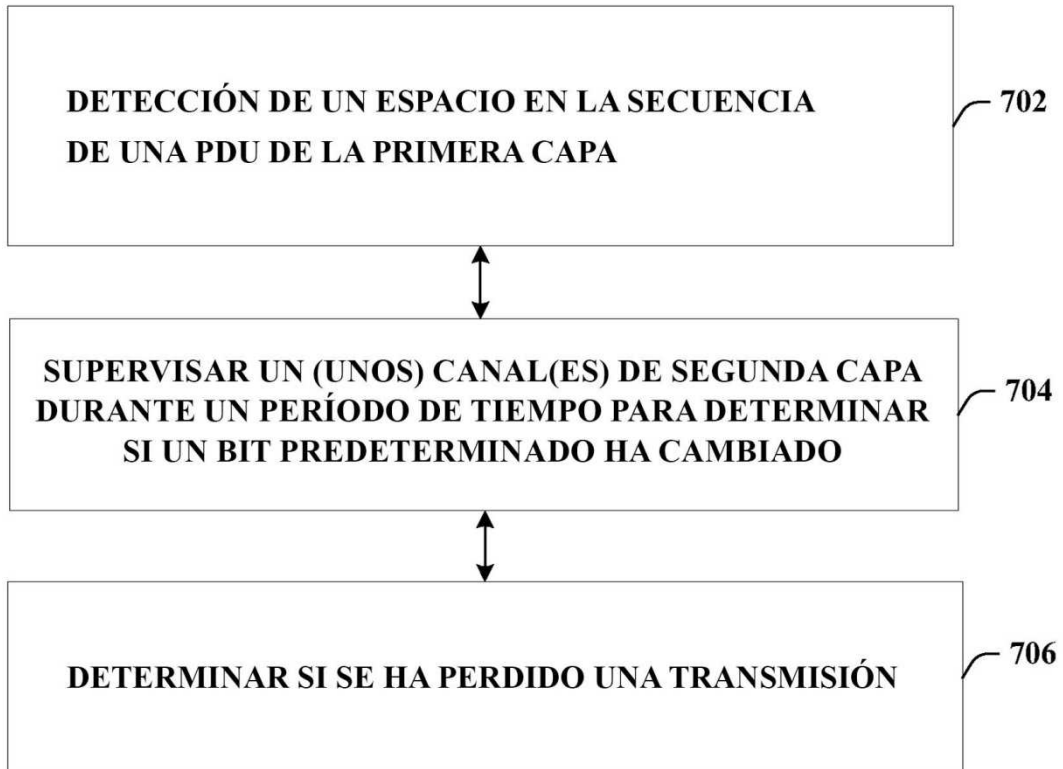 DETECCIÓN DE UN ESPACIO EN LA SECUENCIA
DE UNA PDU DE LA PRIMERA CAPA
702
SUPERVISAR UN (UNOS) CANAL(ES) DE SEGUNDA CAPA
DURANTE UN PERÍODO DE TIEMPO PARA DETERMINAR
SI UN BIT PREDETERMINADO HA CAMBIADO
704
DETERMINAR SI SE HA PERDIDO UNA TRANSMISIÓN
706